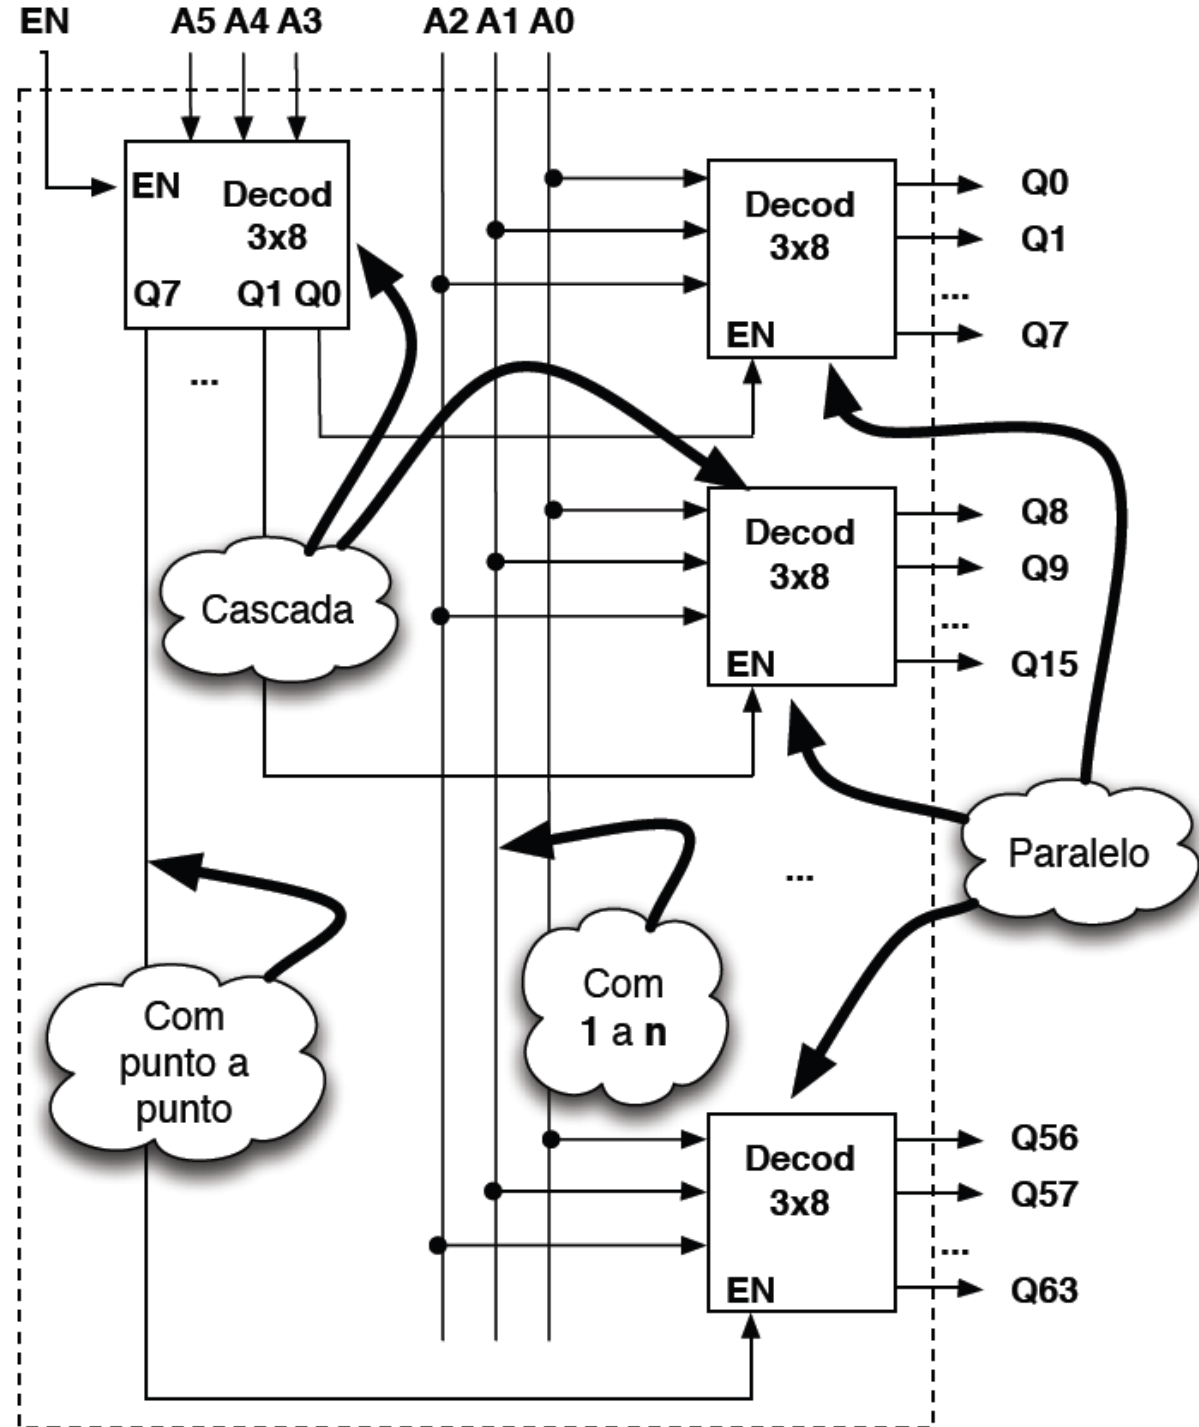 EN A5 A4 A3 A2 A1 A0
EN Decod
3x8
Q7 Q1 Q0
...
Decod
3x8
EN
Q0
Q1
...
Q7
Cascada
Decod
3x8
EN
Q8
Q9
...
Q15
Paralelo
...
Com
punto a
punto
Com
1 a n
Decod
3x8
EN
Q56
Q57
...
Q63